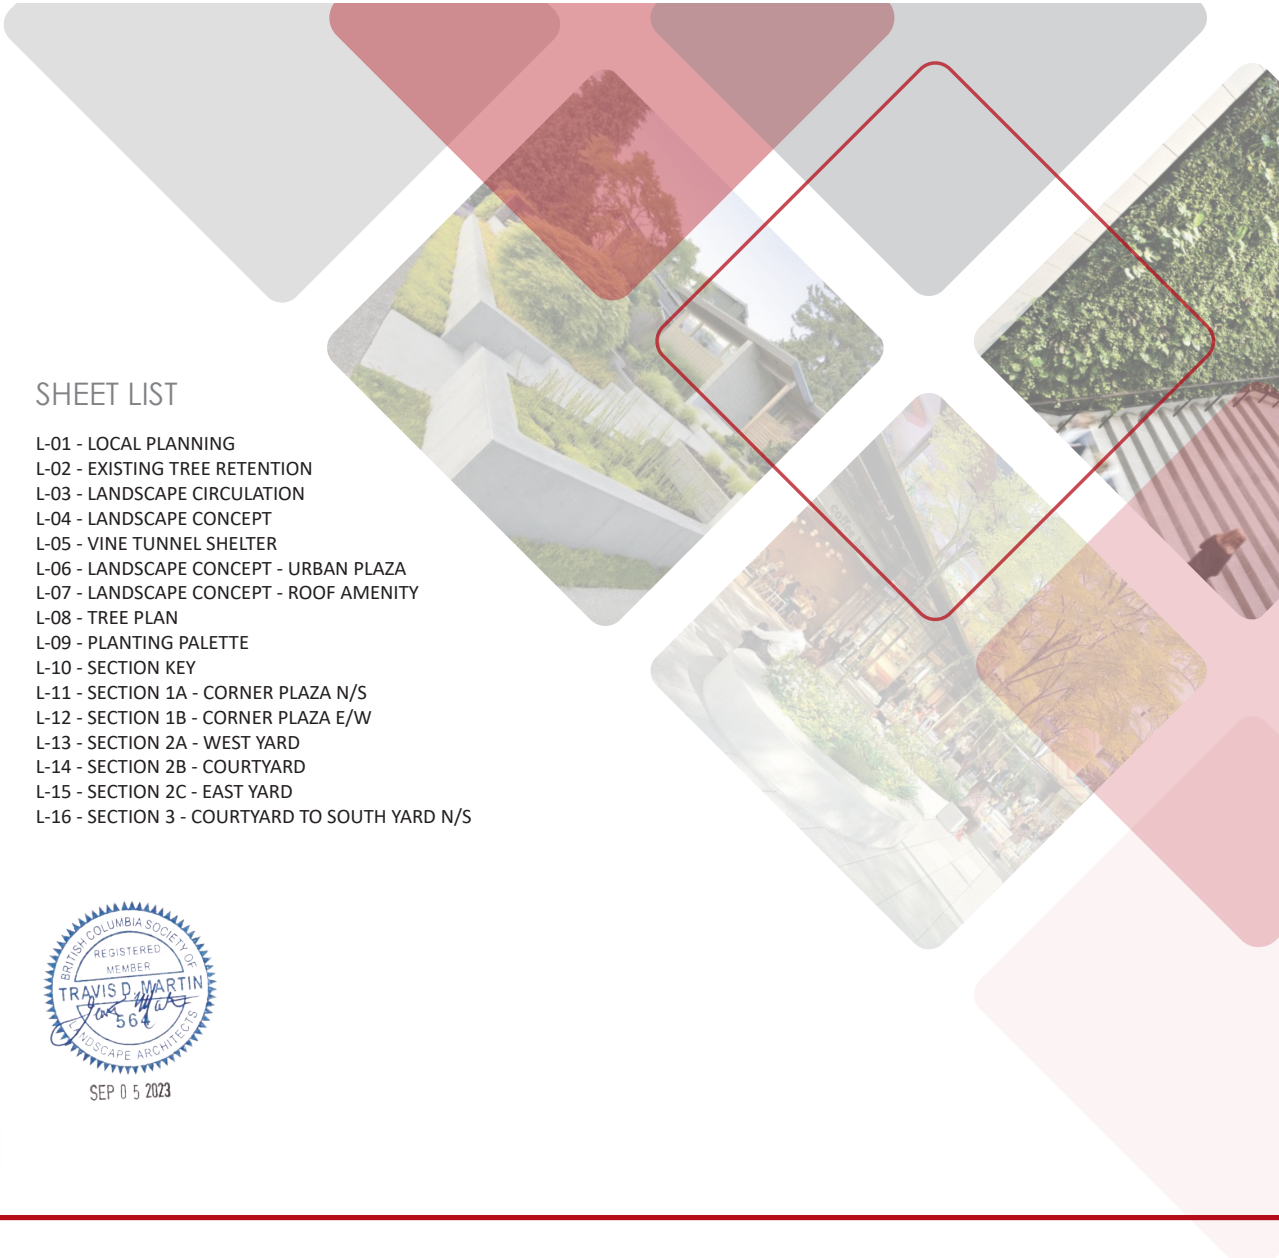 SHEET LIST
L-01 - LOCAL PLANNING
L-02 - EXISTING TREE RETENTION
L-03 - LANDSCAPE CIRCULATION
L-04 - LANDSCAPE CONCEPT
L-05 - VINE TUNNEL SHELTER
L-06 - LANDSCAPE CONCEPT - URBAN PLAZA
L-07 - LANDSCAPE CONCEPT - ROOF AMENITY
L-08 - TREE PLAN
L-09 - PLANTING PALETTE
L-10 - SECTION KEY
L-11 - SECTION 1A - CORNER PLAZA N/S
L-12 - SECTION 1B - CORNER PLAZA E/W
L-13 - SECTION 2A - WEST YARD
L-14 - SECTION 2B - COURTYARD
L-15 - SECTION 2C - EAST YARD
L-16 - SECTION 3 - COURTYARD TO SOUTH YARD N/S
BRITISH COLUMBIA SOCIETY OF
REGISTERED
MEMBER
TRAVIS D. MARTIN
564
LANDSCAPE ARCHITECTS
SEP 05 2023